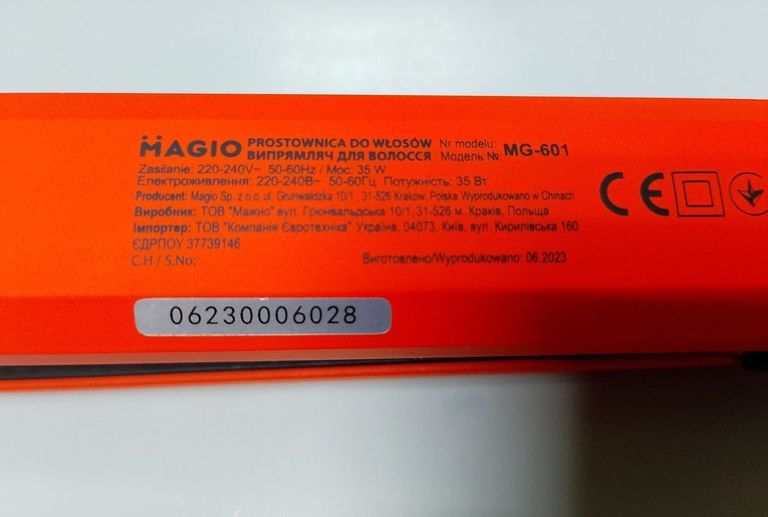 MAGIO PROSTOWNICA DO WŁOSÓW Nr modelu: MG-601
ВИПРЯМЛЯЧ ДЛЯ ВОЛОССЯ Модель №:
Zasilanie: 220-240V~ 50-60Hz / Moc: 35 W
Електроживлення: 220-240В~ 50-60Гц Потужність: 35 Вт
Producent: Magio Sp. z o.o. ul. Grunwaldzka 10/1 , 31-526 Krakow, Polska Wyprodukowano w Chinach
Виробник: ТОВ "Мажио" вул. Грюнвальдська 10/1, 31-526 м. Краків, Польща
Імпортер: ТОВ "Компанія Євротехніка" Україна, 04073, Київ, вул. Кирилівська 160
ЄДРПОУ 37739146
С.Н / S.No: Виготовлено/Wyprodukowano: 06.2023
CE
06230006028